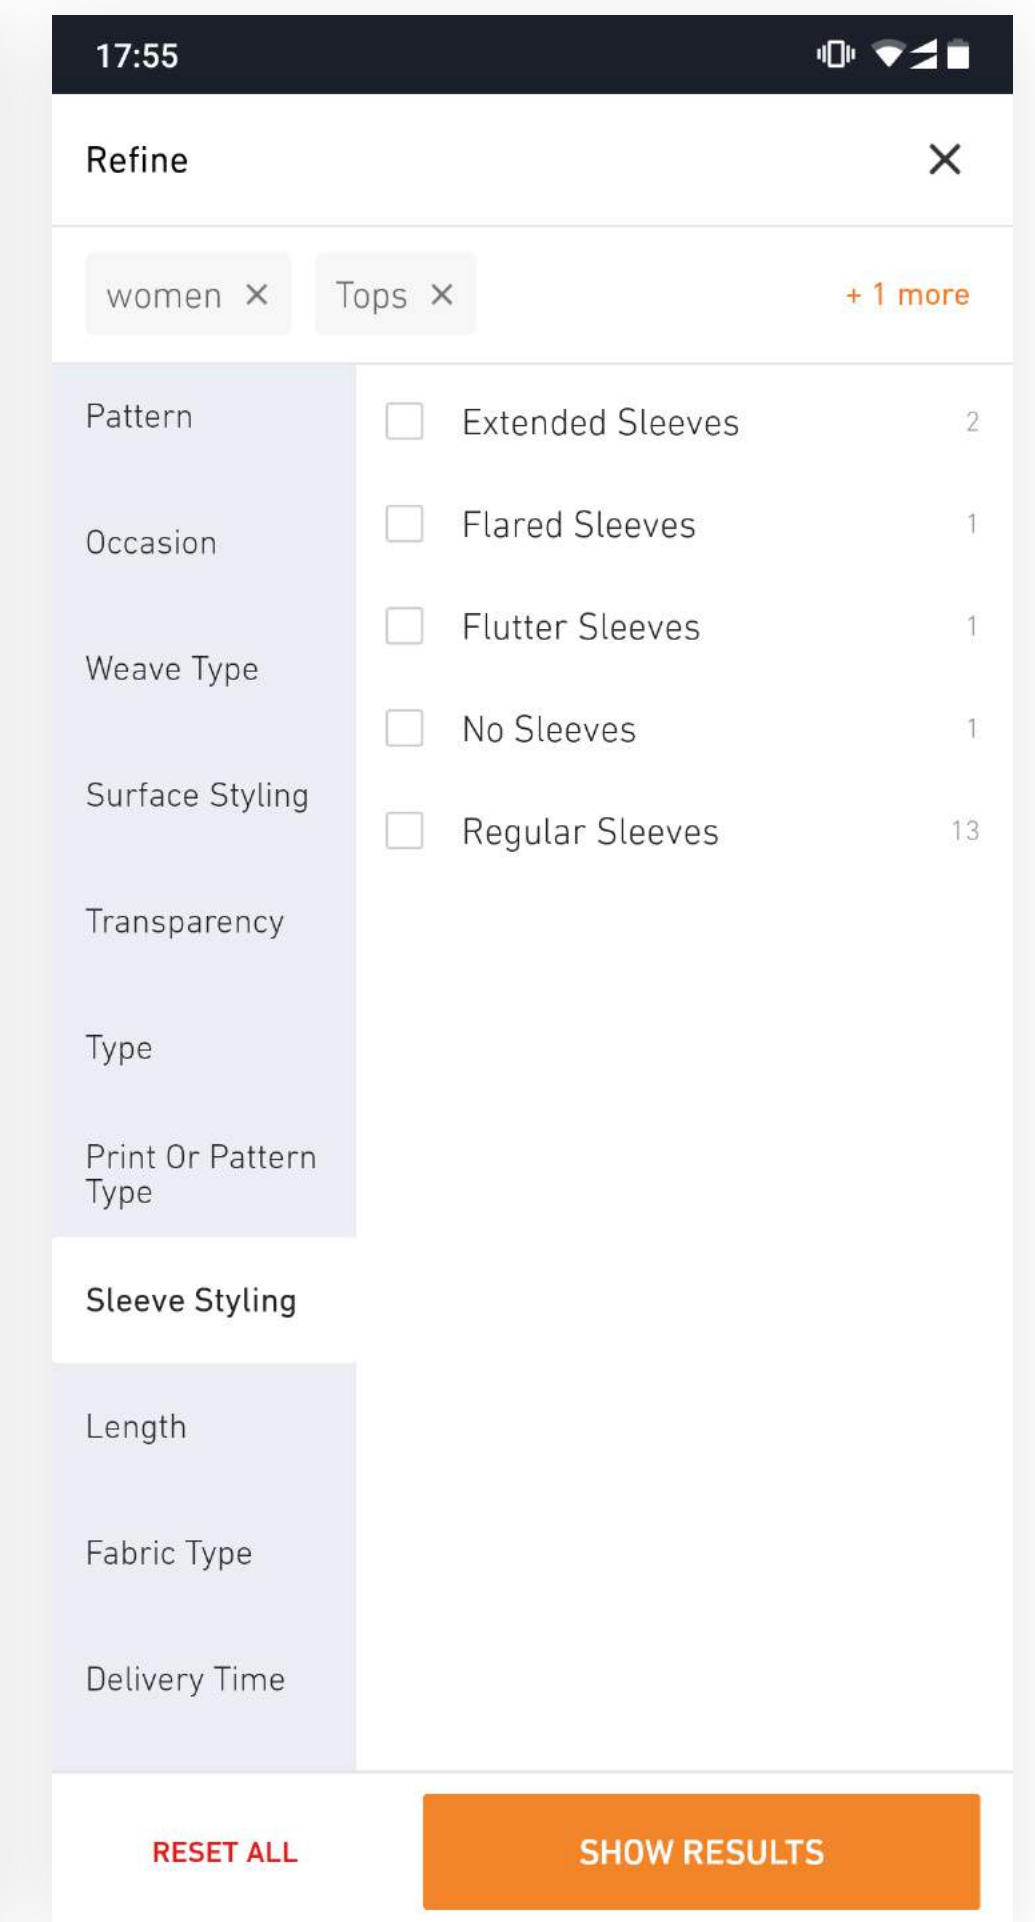 17:55
Refine
women
Tops
+ 1 more
Pattern
Extended Sleeves 2
Flared Sleeves 1
Occasion
Flutter Sleeves 1
Weave Type
No Sleeves 1
Surface Styling
Regular Sleeves 13
Transparency
Type
Print Or Pattern
Type
Sleeve Styling
Length
Fabric Type
Delivery Time
RESET ALL
SHOW RESULTS